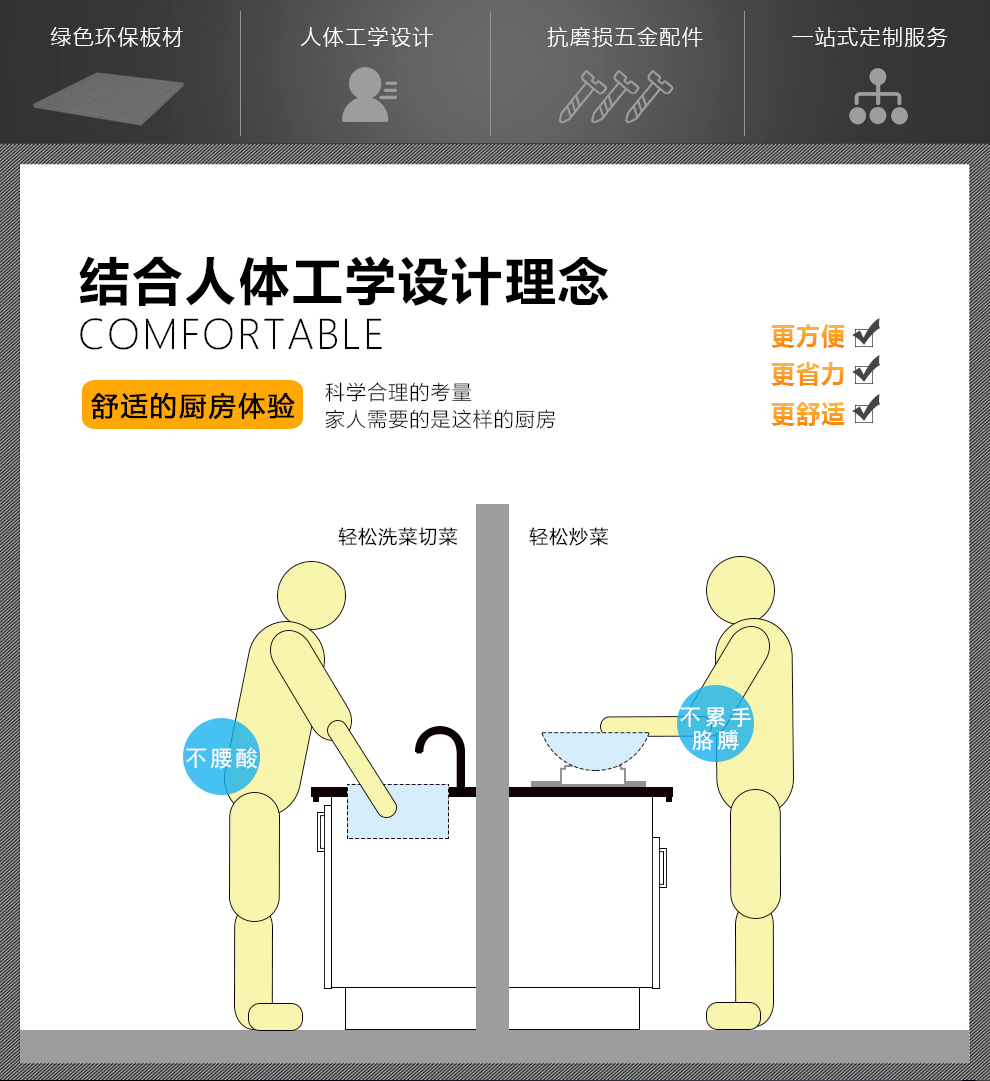 绿色环保板材
人体工学设计
抗磨损五金配件
一站式定制服务
结合人体工学设计理念
COMFORTABLE
舒适的厨房体验
科学合理的考量
家人需要的是这样的厨房
更方便
更省力
更舒适
轻松洗菜切菜
轻松炒菜
不腰酸
不累手
胳膊